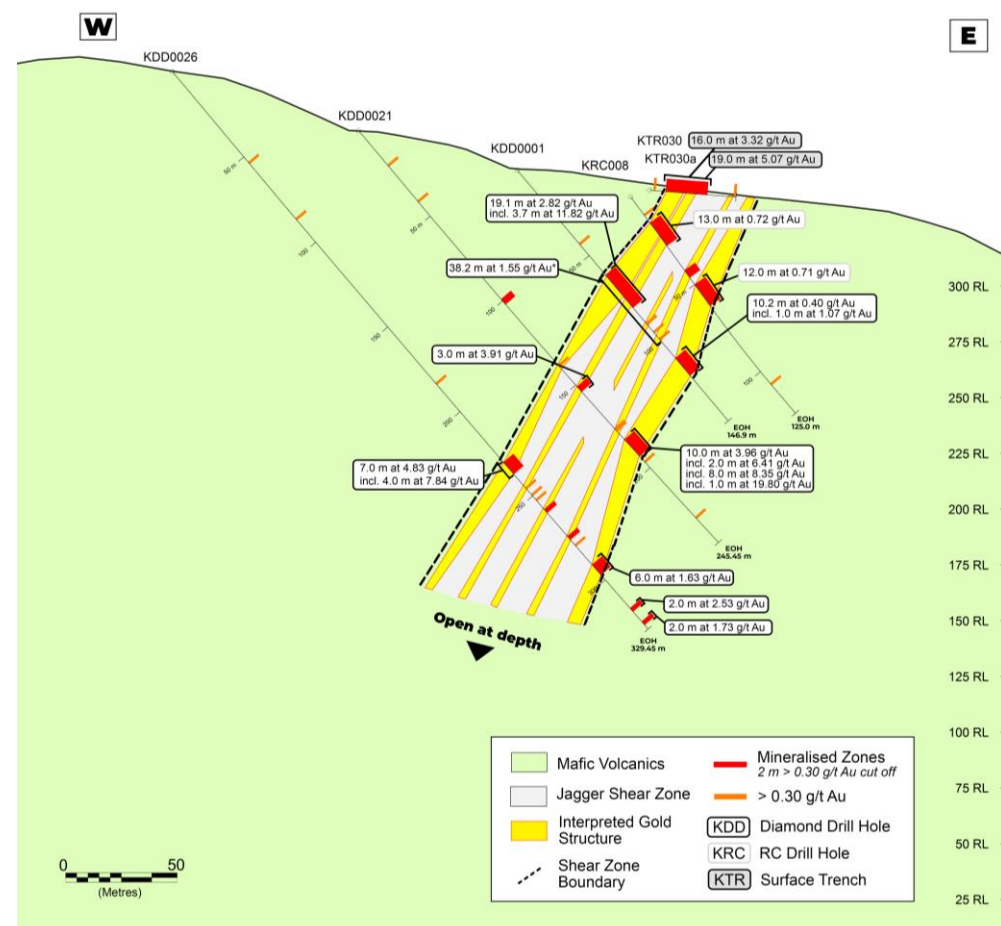 W
E
KDD0026
KDD0021
KDD0001
KRC008
KTR030
KTR030a
16.0 m at 3.32 g/t Au
19.0 m at 5.07 g/t Au
19.1 m at 2.82 g/t Au
incl. 3.7 m at 11.82 g/t Au
13.0 m at 0.72 g/t Au
38.2 m at 1.55 g/t Au*
12.0 m at 0.71 g/t Au
10.2 m at 0.40 g/t Au
incl. 1.0 m at 1.07 g/t Au
3.0 m at 3.91 g/t Au
10.0 m at 3.96 g/t Au
incl. 2.0 m at 6.41 g/t Au
incl. 8.0 m at 8.35 g/t Au
incl. 1.0 m at 19.80 g/t Au
7.0 m at 4.83 g/t Au
incl. 4.0 m at 7.84 g/t Au
6.0 m at 1.63 g/t Au
2.0 m at 2.53 g/t Au
2.0 m at 1.73 g/t Au
50 m
100
150
200
250
50 m
100
100
50 m
100
EOH
146.9 m
EOH
125.0 m
EOH
245.45 m
EOH
329.45 m
300 RL
275 RL
250 RL
225 RL
200 RL
175 RL
150 RL
125 RL
100 RL
75 RL
50 RL
25 RL
Open at depth
Mafic Volcanics
Jagger Shear Zone
Interpreted Gold
Structure
Shear Zone
Boundary
Mineralised Zones
2 m > 0.30 g/t Au cut off
> 0.30 g/t Au
KDD Diamond Drill Hole
KRC RC Drill Hole
KTR Surface Trench
0 50
(Metres)